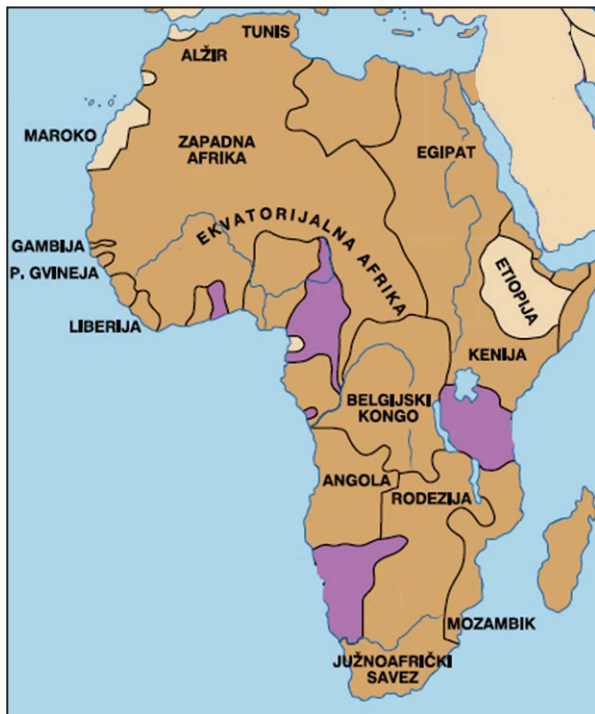 TUNIS
ALŽIR
MAROKO
ZAPADNA
AFRIKA
EGIPAT
EKVATORIJALNA AFRIKA
GAMBIJA
P. GVINEJA
ETIOPIJA
LIBERIJA
KENIJA
BELGIJSKI
KONGO
ANGOLA
RODEZIJA
MOZAMBIK
JUŽNOAFRIČKI
SAVEZ